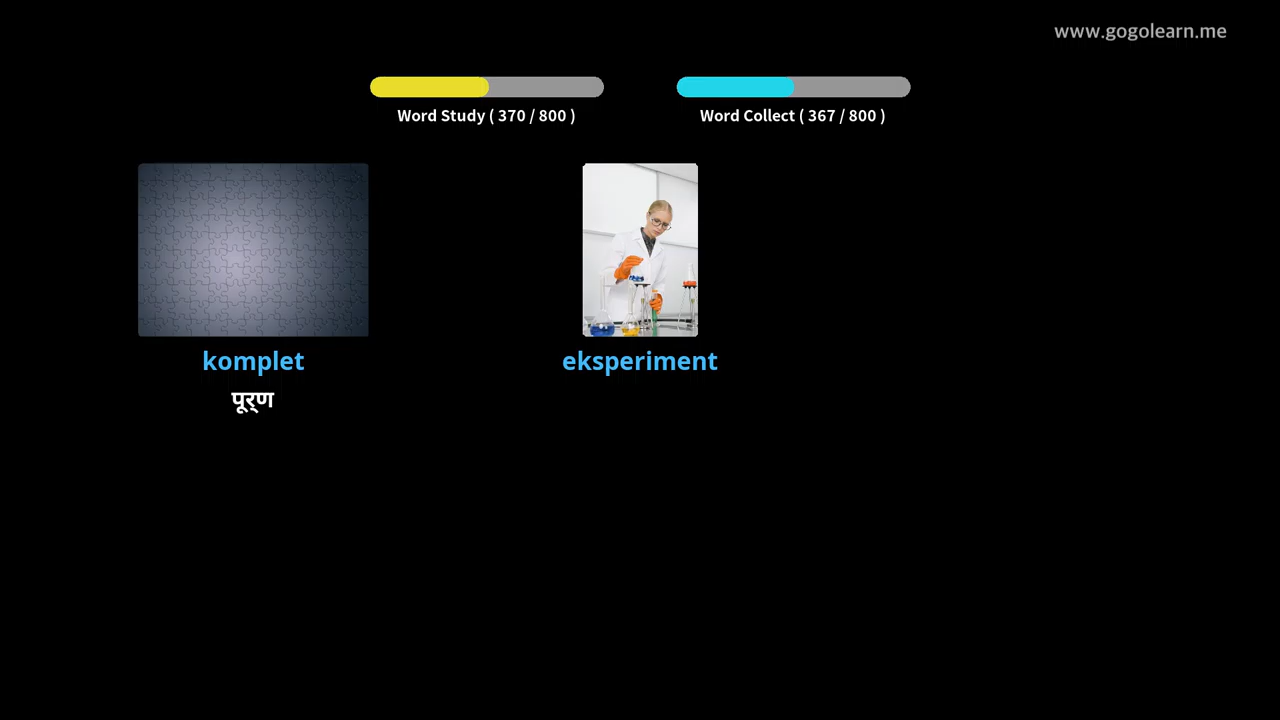 www.gogolearn.me
Word Study ( 370 / 800 )
Word Collect ( 367 / 800 )
komplet
eksperiment
पूर्ण